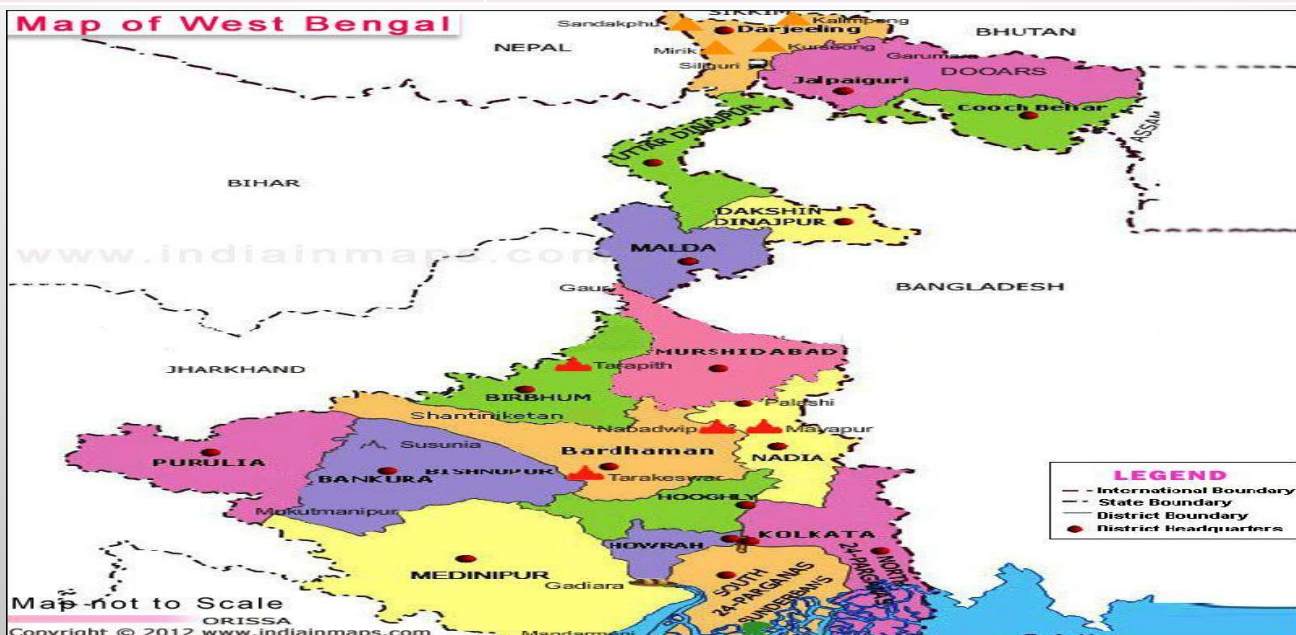 Map of West Bengal
SIKKIM
Sandakphu
Kalimpong
Darjeeling
NEPAL
BHUTAN
Mirik
Kurseong
Siliguri
Garumara
DOOARS
Jalpaiguri
Cooch Behar
ASSAM
UTTAR DINAJPUR
BIHAR
DAKSHIN
DINAJPUR
MALDA
www.indiainmaps.com
Gaur
BANGLADESH
MURSHIDABAD
JHARKHAND
Tarapith
BIRBHUM
Palashi
Shantiniketan
Nabadwip
Mayapur
Susunia
Bardhaman
NADIA
PURULIA
BANKURA
BISHNUPUR
Tarakeswar
HOOGHLY
Mukutmanipur
KOLKATA
HOWRAH
MEDINIPUR
Gadiara
SOUTH
24-PARGANAS
SUNDERBANS
NORTH
24-PARGANAS
LEGEND
International Boundary
State Boundary
District Boundary
District Headquarters
Map not to Scale
ORISSA
Copyright © 2012 www.indiainmaps.com
Mandarmani